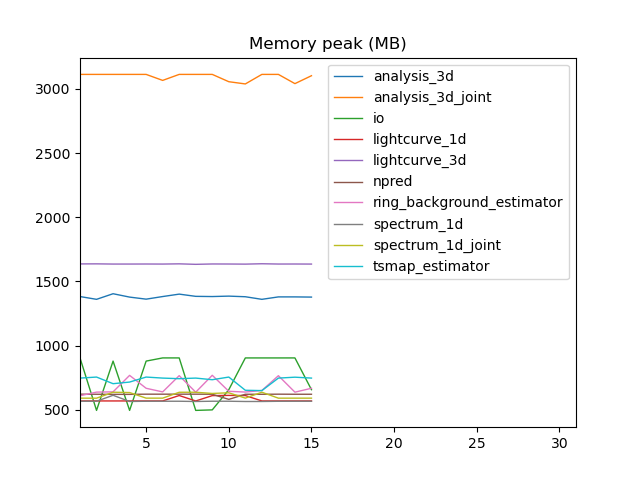 Memory peak (MB)
3000
2500
2000
1500
1000
500
analysis_3d
analysis_3d_joint
io
lightcurve_1d
lightcurve_3d
npred
ring_background_estimator
spectrum_1d
spectrum_1d_joint
tsmap_estimator
5 10 15 20 25 30